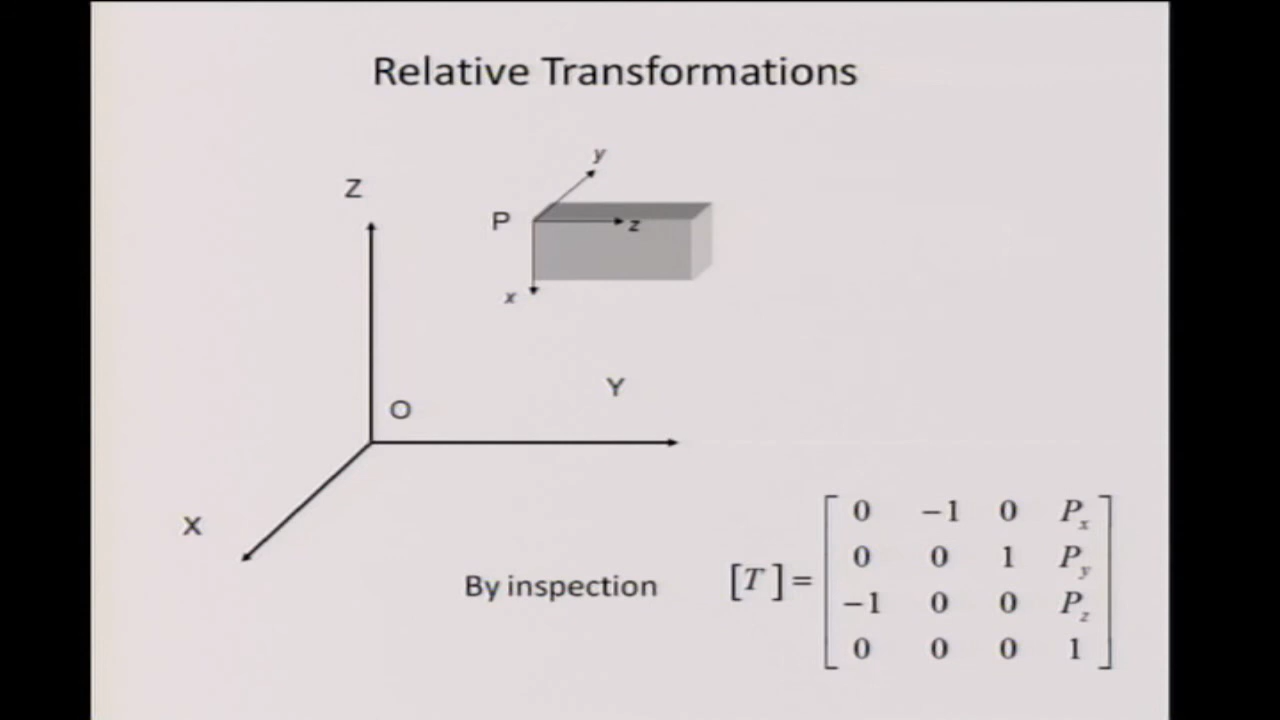 Relative Transformations
Z
y
P
z
x
Y
O
X
By inspection
[T] =
0 −1 0 Pₓ
0 0 1 P_y
−1 0 0 P_z
0 0 0 1